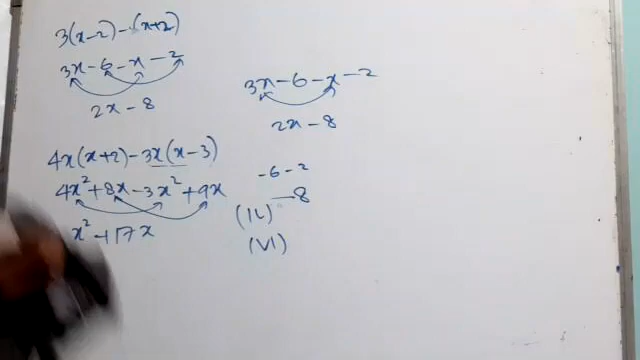 3(x-2)-(x+2)
3x-6-x-2
2x-8
4x(x+2)-3x(x-3)
4x²+8x-3x²+9x
x²+17x
3x-6-x-2
2x-8
-6-2
-8
(IV)
(VI)